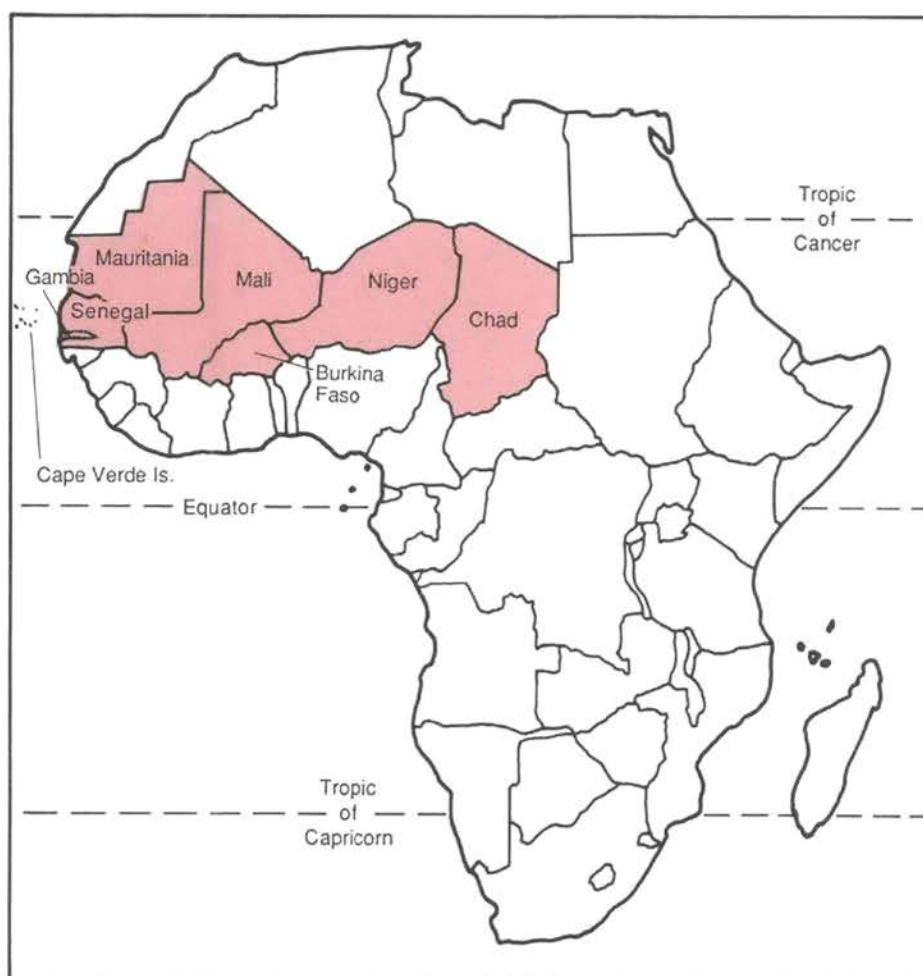 Tropic
of
Cancer
Mauritania
Gambia
Mali
Niger
Senegal
Chad
Burkina
Faso
Cape Verde Is.
Equator
Tropic
of
Capricorn